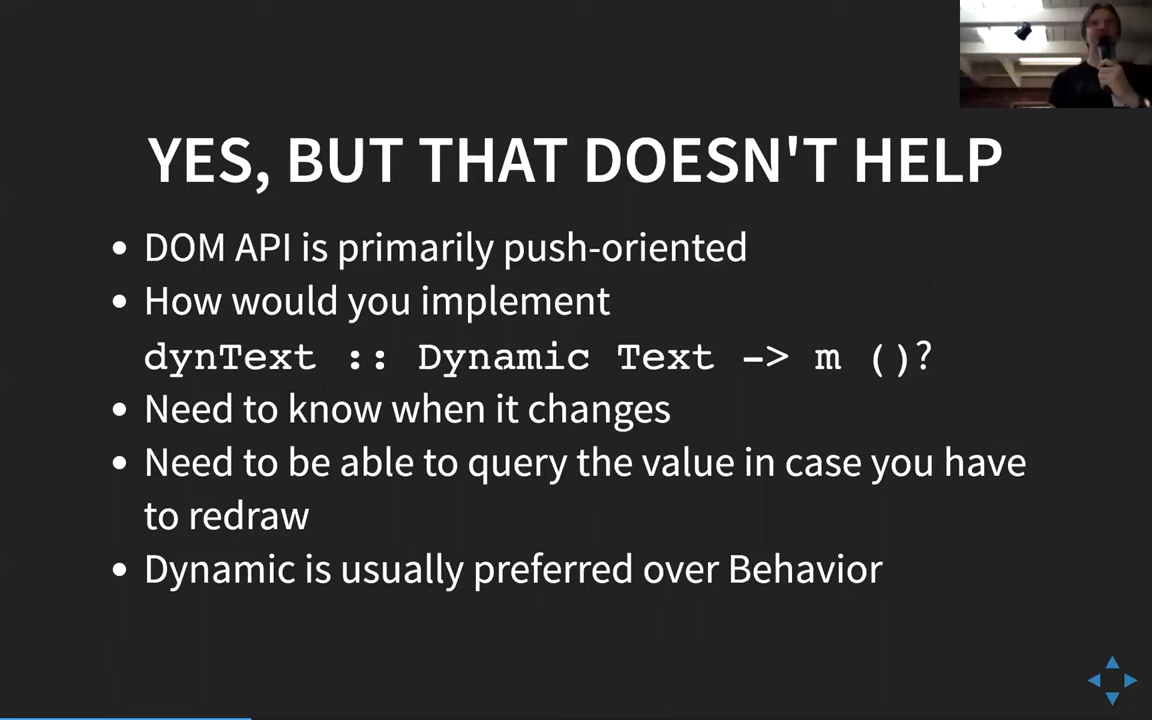 YES, BUT THAT DOESN'T HELP
• DOM API is primarily push-oriented
• How would you implement
dynText :: Dynamic Text -> m ()?
• Need to know when it changes
• Need to be able to query the value in case you have
to redraw
• Dynamic is usually preferred over Behavior